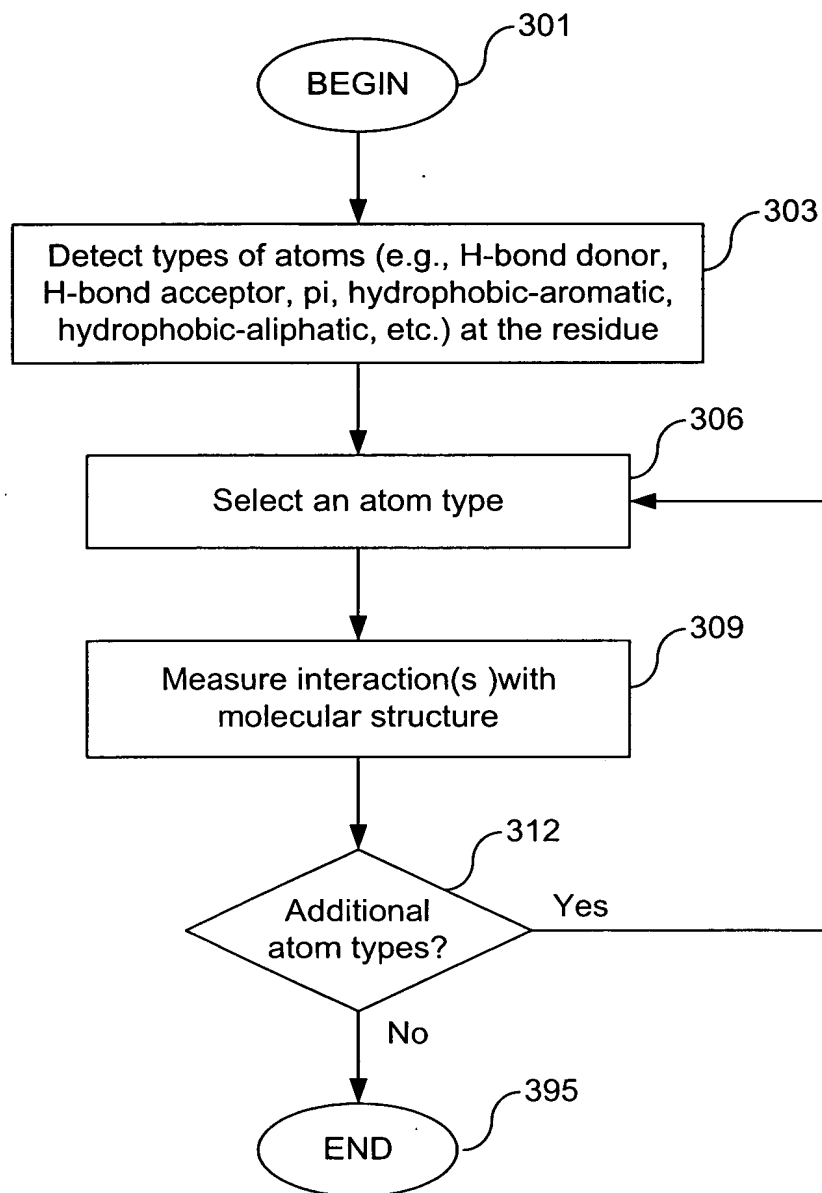 301
BEGIN
303
Detect types of atoms (e.g., H-bond donor,
H-bond acceptor, pi, hydrophobic-aromatic,
hydrophobic-aliphatic, etc.) at the residue
306
Select an atom type
309
Measure interaction(s )with
molecular structure
312
Additional
atom types?
Yes
No
395
END